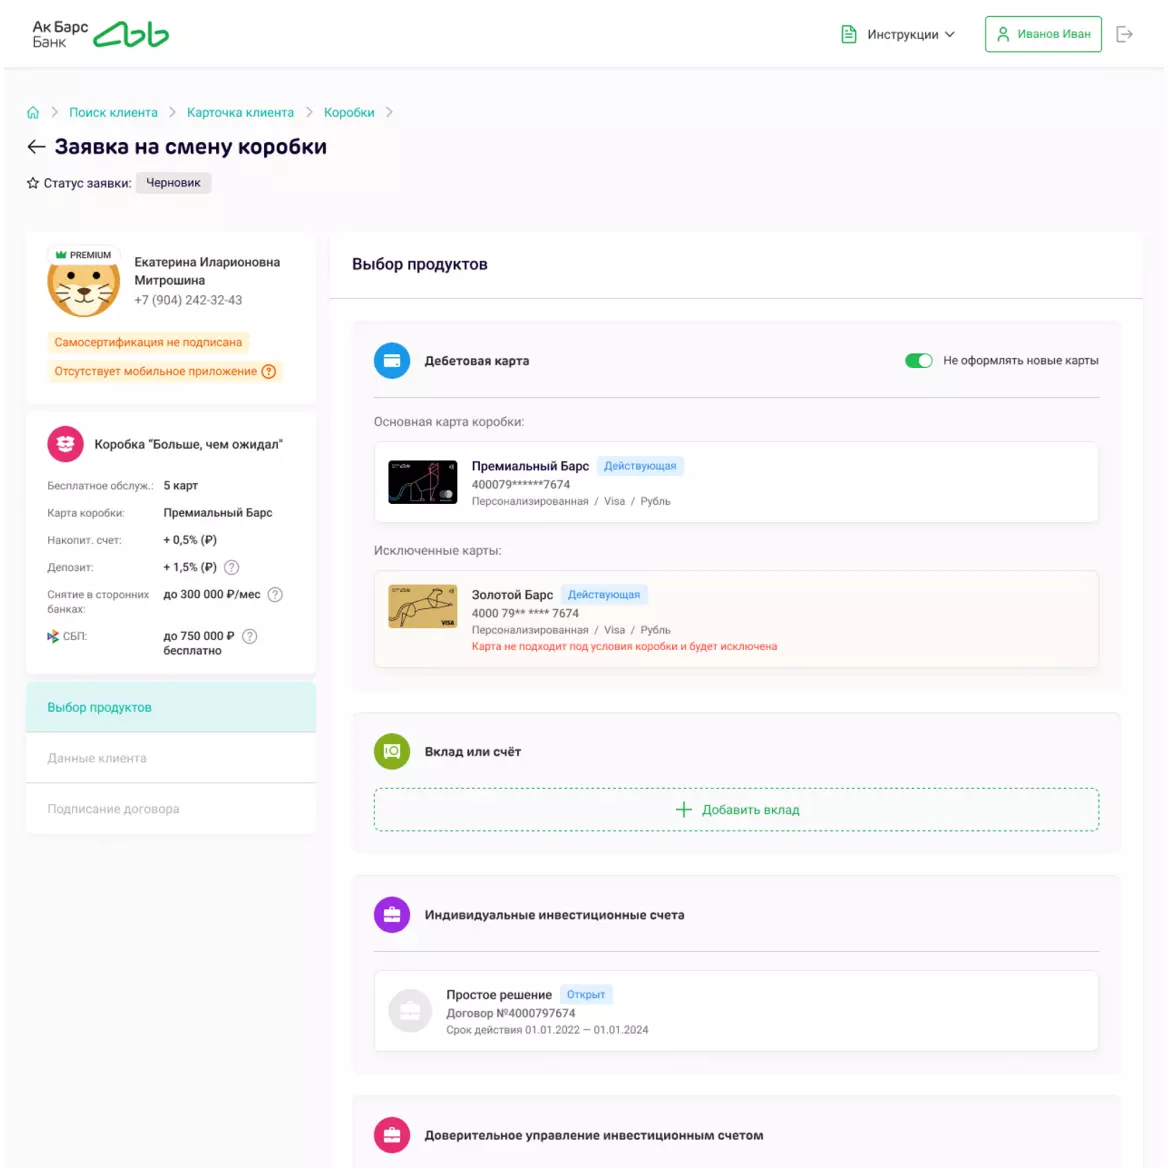 Ак Барс
Банк
Инструкции
Иванов Иван
Поиск клиента
Карточка клиента
Коробки
Заявка на смену коробки
Статус заявки: Черновик
PREMIUM
Екатерина Иларионовна
Митрошина
+7 (904) 242-32-43
Самосертификация не подписана
Отсутствует мобильное приложение
Коробка “Больше, чем ожидал"
Бесплатное обслуж.: 5 карт
Карта коробки: Премиальный Барс
Накопит. счет: + 0,5% (₽)
Депозит: + 1,5% (₽)
Снятие в сторонних до 300 000 ₽/мес
банках:
СБП: до 750 000 ₽
бесплатно
Выбор продуктов
Данные клиента
Подписание договора
Выбор продуктов
Дебетовая карта
Не оформлять новые карты
Основная карта коробки:
Премиальный Барс Действующая
400079******7674
Персонализированная / Visa / Рубль
Исключенные карты:
VISA
Золотой Барс Действующая
4000 79** **** 7674
Персонализированная / Visa / Рубль
Карта не подходит под условия коробки и будет исключена
Вклад или счёт
Добавить вклад
Индивидуальные инвестиционные счета
Простое решение Открыт
Договор №4000797674
Срок действия 01.01.2022 — 01.01.2024
Доверительное управление инвестиционным счетом